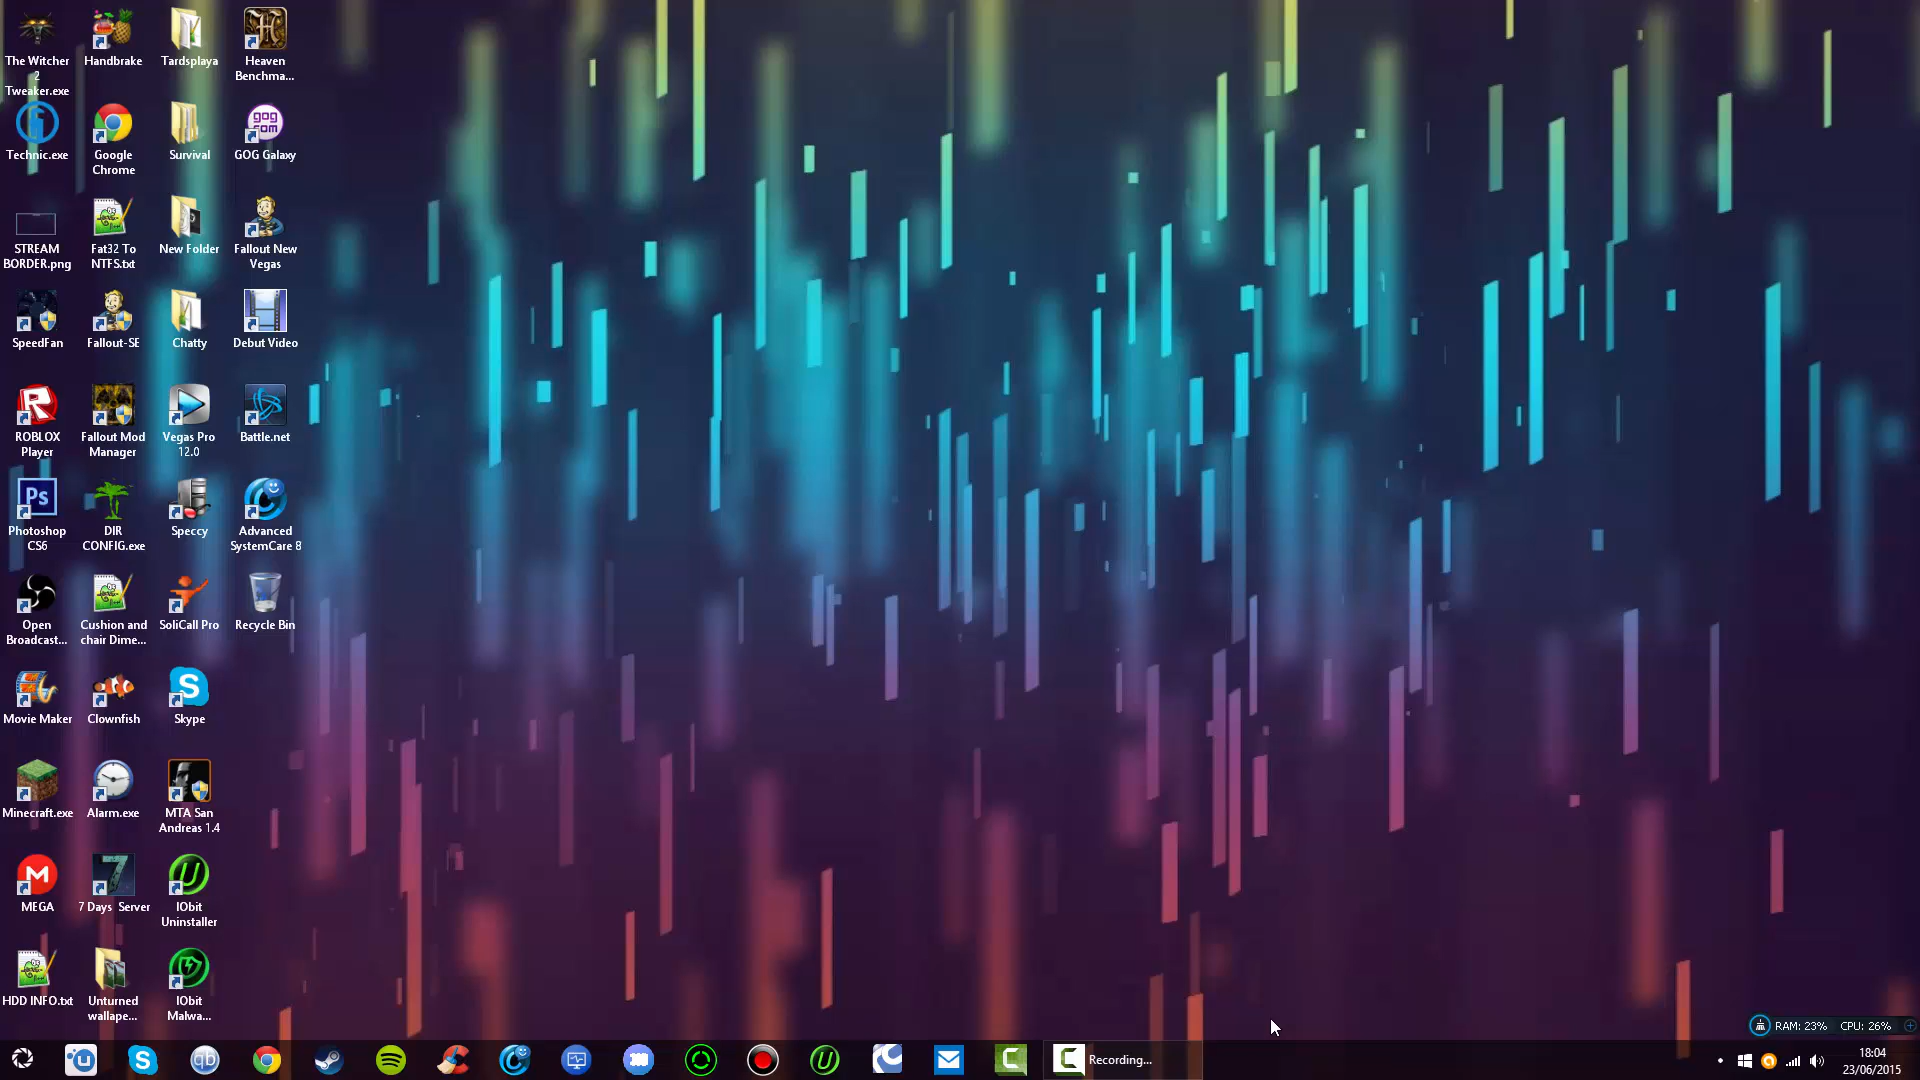 The Witcher
2
Tweaker.exe
Handbrake
Tardsplaya
Heaven
Benchma...
Technic.exe
Google
Chrome
Survival
gog
com
GOG Galaxy
STREAM
BORDER.png
Fat32 To
NTFS.txt
New Folder
Fallout New
Vegas
SpeedFan
Fallout-SE
Chatty
Debut Video
ROBLOX
Player
Fallout Mod
Manager
Vegas Pro
12.0
Battle.net
Ps
Photoshop
CS6
DIR
CONFIG.exe
Speccy
Advanced
SystemCare 8
Open
Broadcast...
Cushion and
chair Dime...
SoliCall Pro
Recycle Bin
Movie Maker
Clownfish
Skype
Minecraft.exe
Alarm.exe
MTA San
Andreas 1.4
MEGA
7 Days Server
IObit
Uninstaller
HDD INFO.txt
Unturned
wallape...
IObit
Malwa...
RAM: 23%
CPU: 26%
qb
Recording...
18:04
23/06/2015